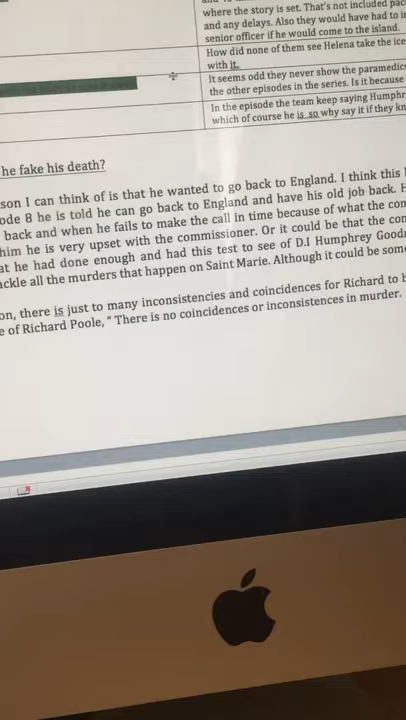 where the story is set. That's not included pac
and any delays. Also they would have had to in
senior officer if he would come to the island.
How did none of them see Helena take the ice
with it.
It seems odd they never show the paramedics
the other episodes in the series. Is it because
In the episode the team keep saying Humphr
which of course he is so why say it if they kn
he fake his death?
son I can think of is that he wanted to go back to England. I think this
ode 8 he is told he can go back to England and have his old job back. H
back and when he fails to make the call in time because of what the com
him he is very upset with the commissioner. Or it could be that the com
at he had done enough and had this test to see of D.I Humphrey Good
ackle all the murders that happen on Saint Marie. Although it could be som
on, there is just to many inconsistencies and coincidences for Richard to b
e of Richard Poole, " There is no coincidences or inconsistences in murder.